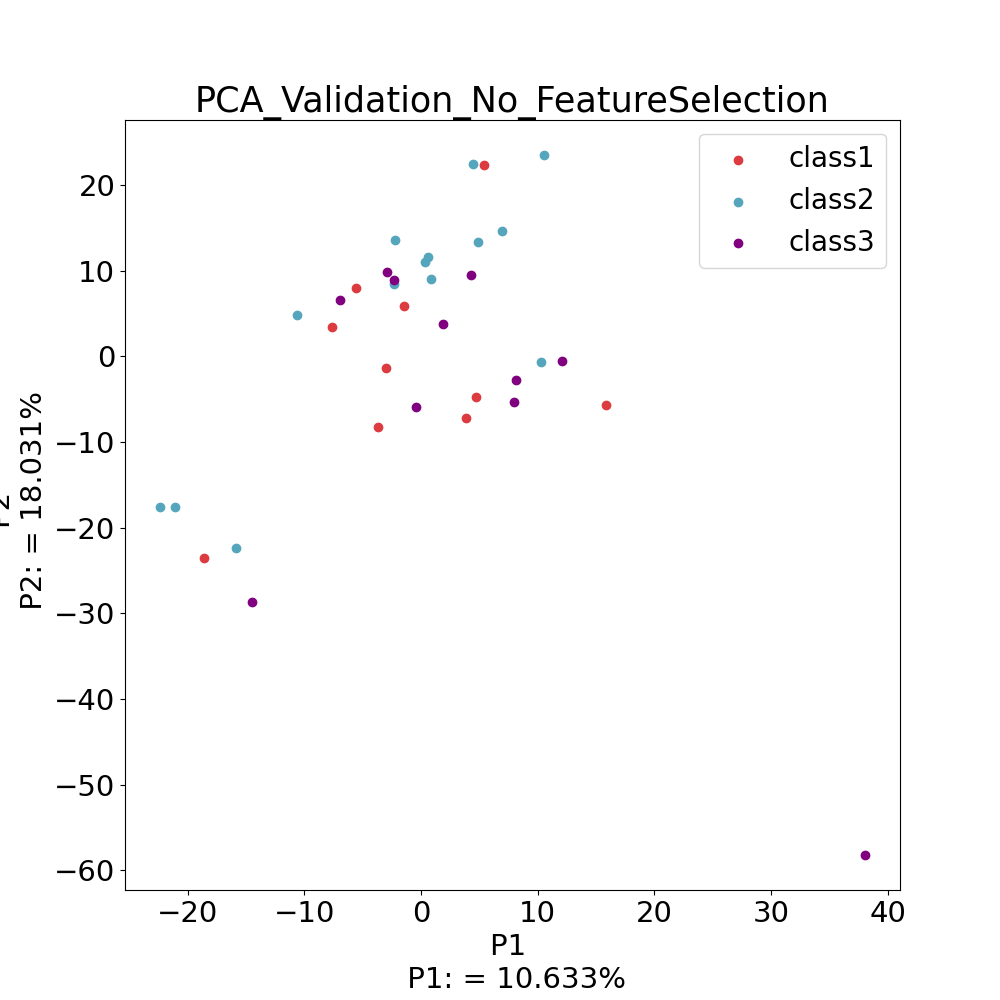 PCA_Validation_No_FeatureSelection
class1
class2
class3
20
10
0
−10
−20
−30
−40
−50
−60
P2: = 18.031%
−20
−10
0
10
20
30
40
P1
P1: = 10.633%